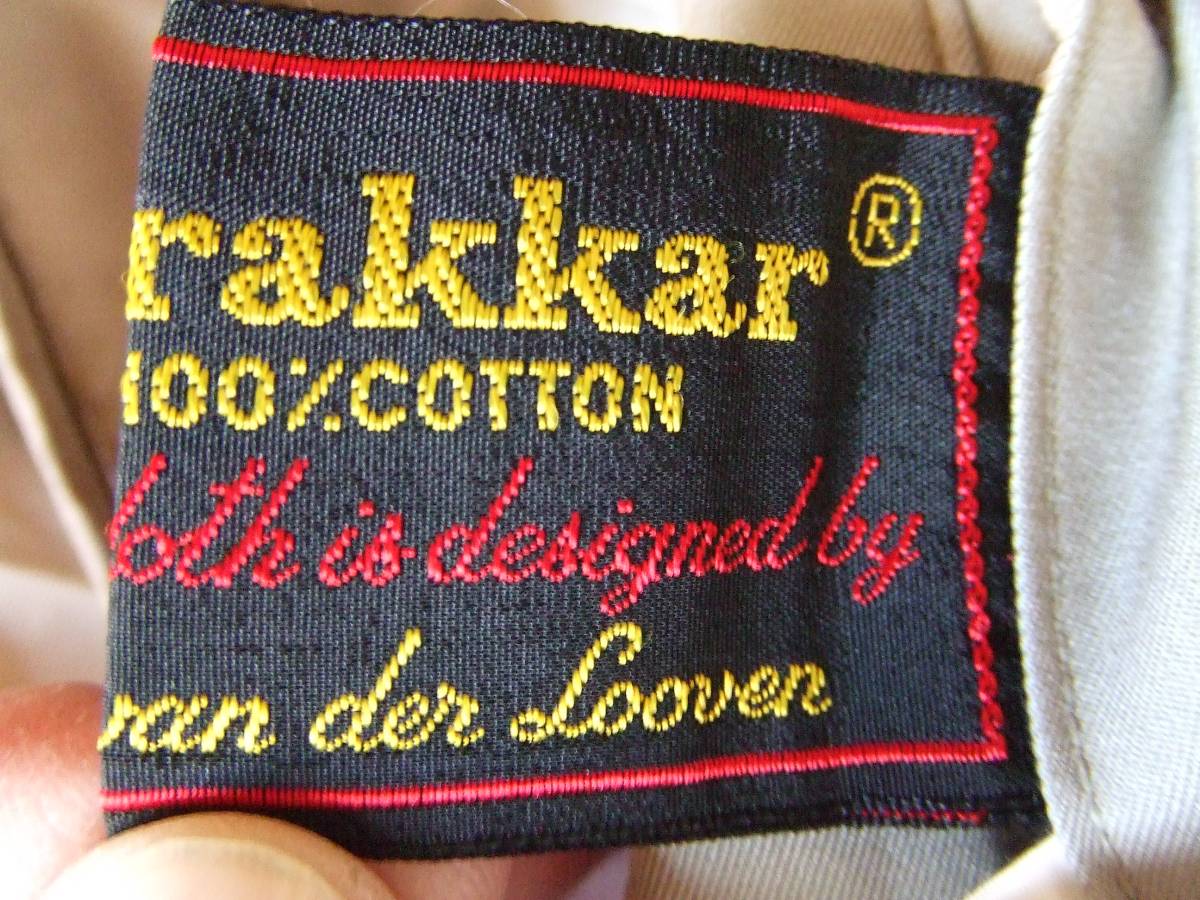 rakkar®
100% COTTON
loth is designed by
van der Looven